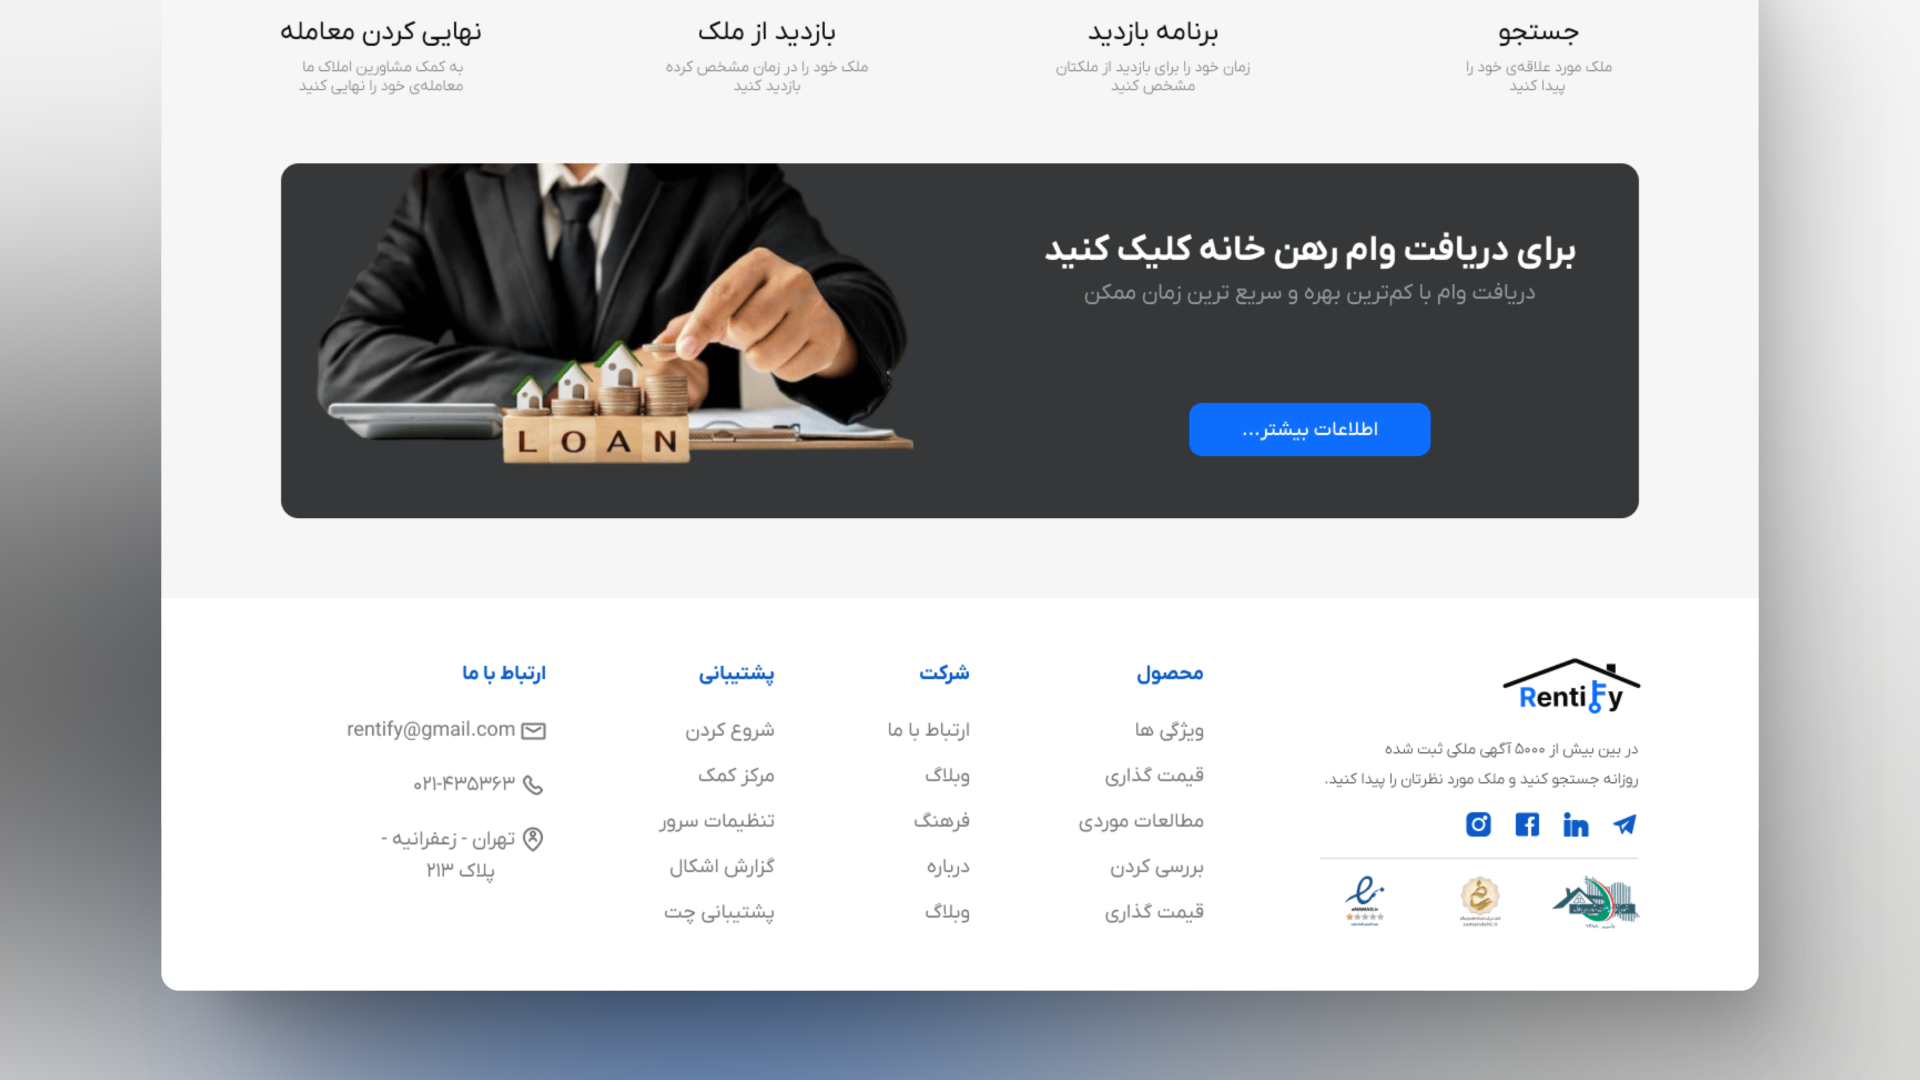 جستجو
ملک مورد علاقه‌ی خود را
پیدا کنید
برنامه بازدید
زمان خود را برای بازدید از ملکتان
مشخص کنید
بازدید از ملک
ملک خود را در زمان مشخص کرده
بازدید کنید
نهایی کردن معامله
به کمک مشاورین املاک ما
معامله‌ی خود را نهایی کنید
برای دریافت وام رهن خانه کلیک کنید
دریافت وام با کم‌ترین بهره و سریع ترین زمان ممکن
اطلاعات بیشتر...
LOAN
Rentify
در بین بیش از ۵۰۰۰ آگهی ملکی ثبت شده
روزانه جستجو کنید و ملک مورد نظرتان را پیدا کنید.
محصول
ویژگی ها
قیمت گذاری
مطالعات موردی
بررسی کردن
قیمت گذاری
شرکت
ارتباط با ما
وبلاگ
فرهنگ
درباره
وبلاگ
پشتیبانی
شروع کردن
مرکز کمک
تنظیمات سرور
گزارش اشکال
پشتیبانی چت
ارتباط با ما
rentify@gmail.com
۰۲۱-۴۳۵۳۶۳
تهران - زعفرانیه -
پلاک ۲۱۳